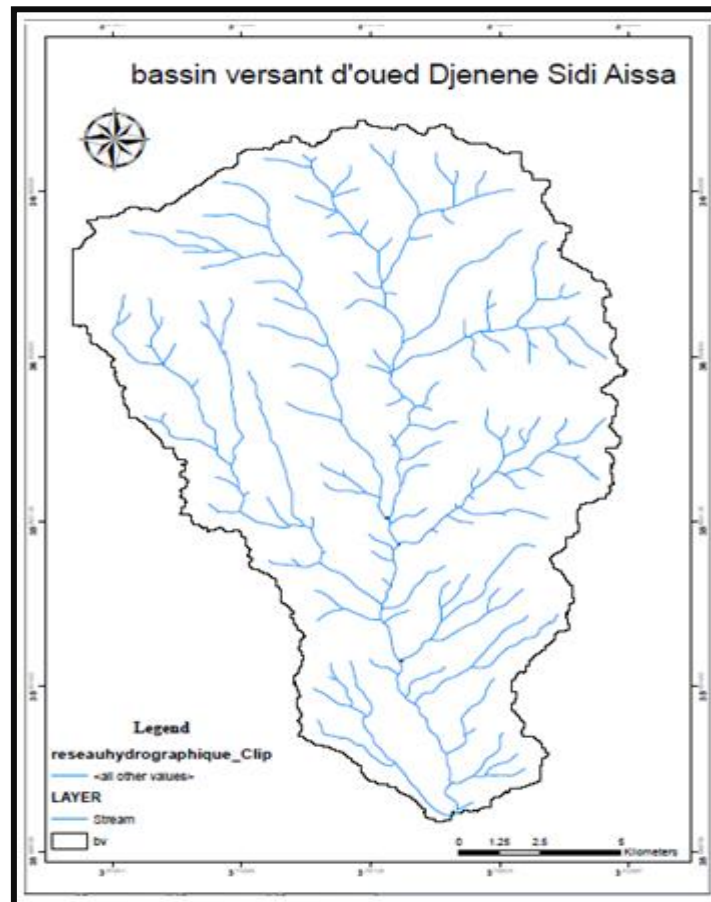 bassin versant d'oued Djenene Sidi Aissa
Legend
reseauhydrographique_Clip
<all other values>
LAYER
Stream
bv
0 1.25 2.5 5
Kilometers